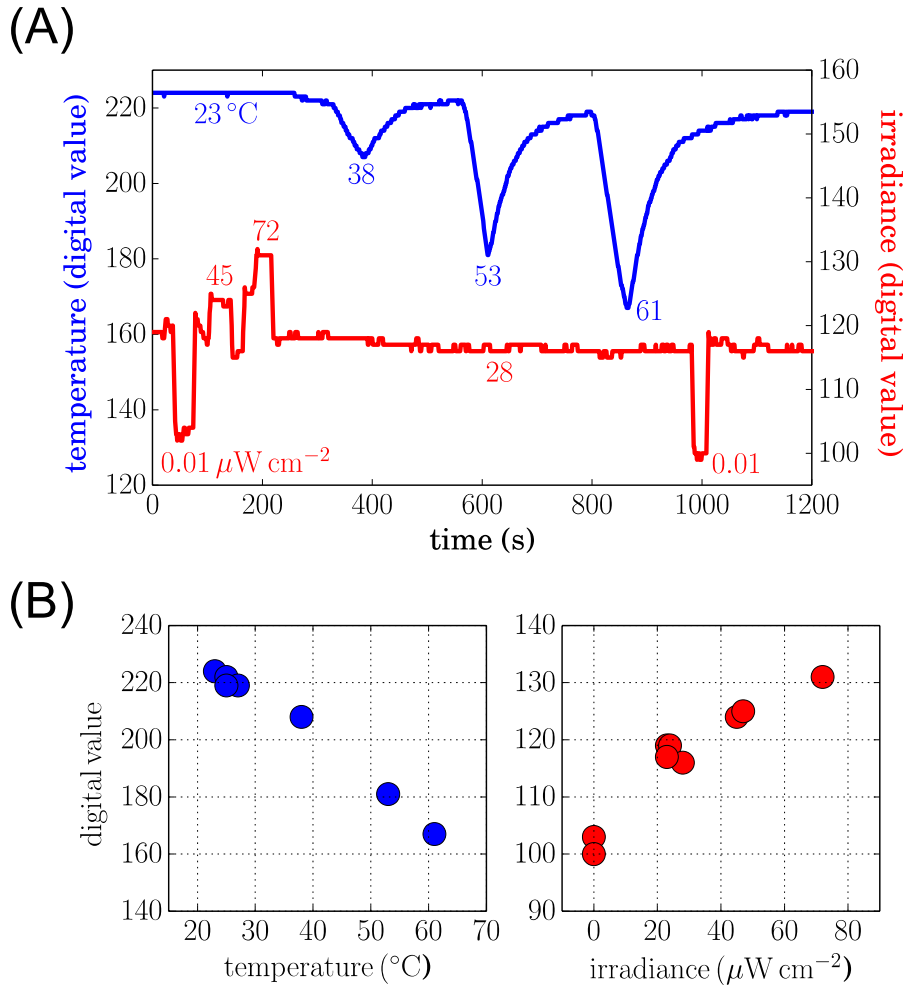 (A)
temperature (digital value)
220
200
180
160
140
120
160
150
140
130
120
110
100
irradiance (digital value)
23 °C
38
53
61
72
45
28
0.01 μW cm⁻²
0.01
0 200 400 600 800 1000 1200
time (s)
(B)
digital value
240
220
200
180
160
140
20 30 40 50 60 70
temperature (°C)
140
130
120
110
100
90
0 20 40 60 80
irradiance (μW cm⁻²)